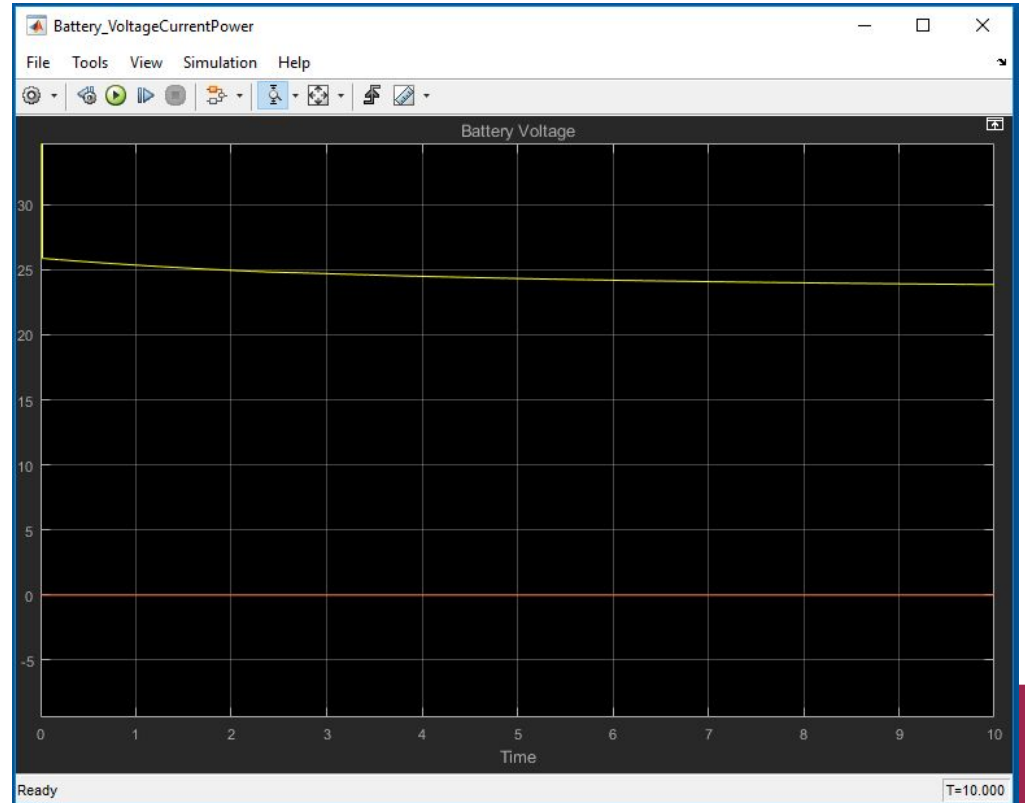 Battery_VoltageCurrentPower
File Tools View Simulation Help
Battery Voltage
30
25
20
15
10
5
0
-5
0 1 2 3 4 5 6 7 8 9 10
Time
Ready T=10.000